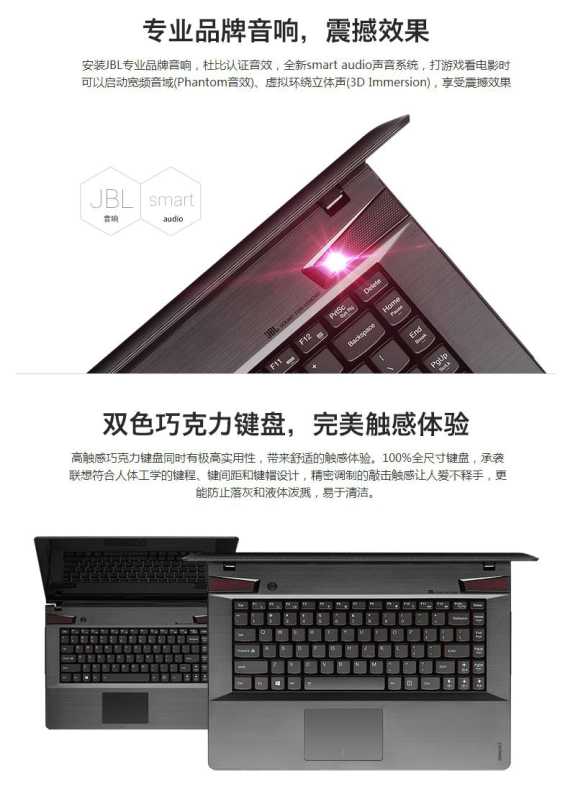 专业品牌音响，震撼效果
安装JBL专业品牌音响，杜比认证音效，全新smart audio声音系统，打游戏看电影时
可以启动宽频音域(Phantom音效)、虚拟环绕立体声(3D Immersion)，享受震撼效果
JBL
音响
smart
audio
Delete
PrtSc
SysRq
Home
Pause
F12
Backspace
End
Break
F11
PgUp
JBL
双色巧克力键盘，完美触感体验
高触感巧克力键盘同时有极高实用性，带来舒适的触感体验。100%全尺寸键盘，承袭
联想符合人体工学的键程、键间距和键帽设计，精密调制的敲击触感让人爱不释手，更
能防止落灰和液体泼溅，易于清洁。